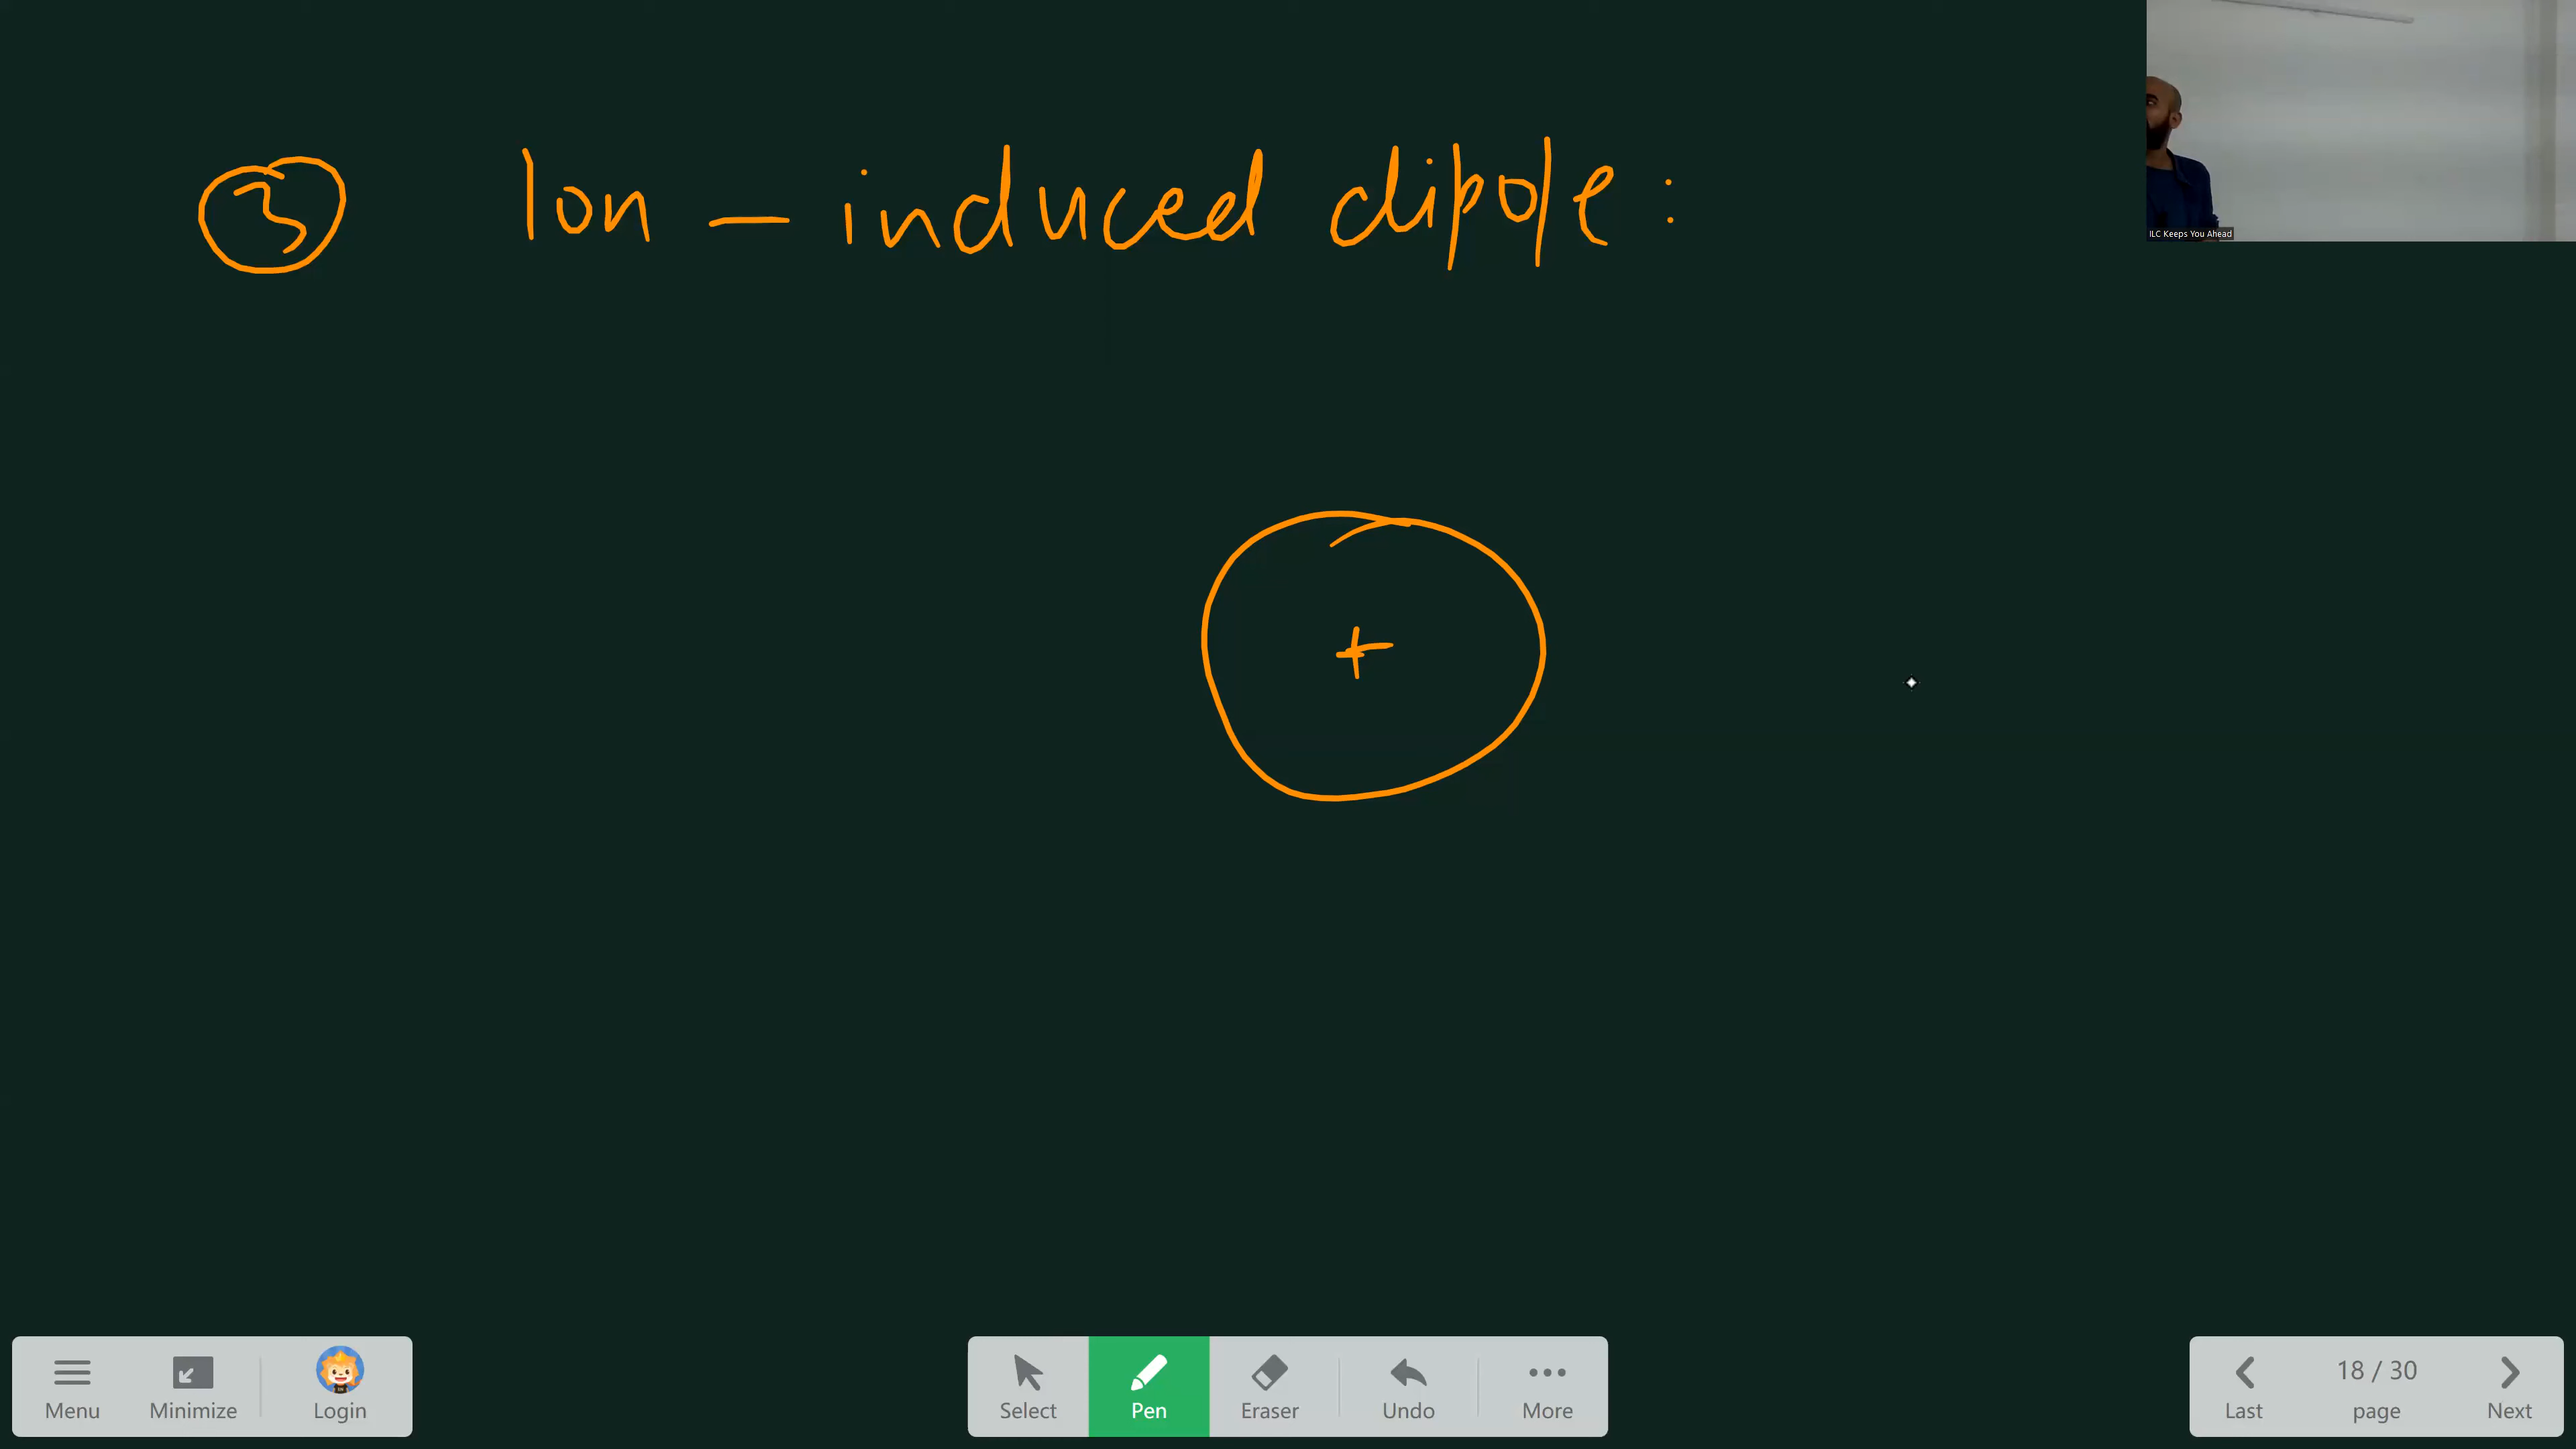 3 Ion – induced dipole :
ILC Keeps You Ahead
+
Menu Minimize Login Select Pen Eraser Undo More Last 18 / 30 page Next